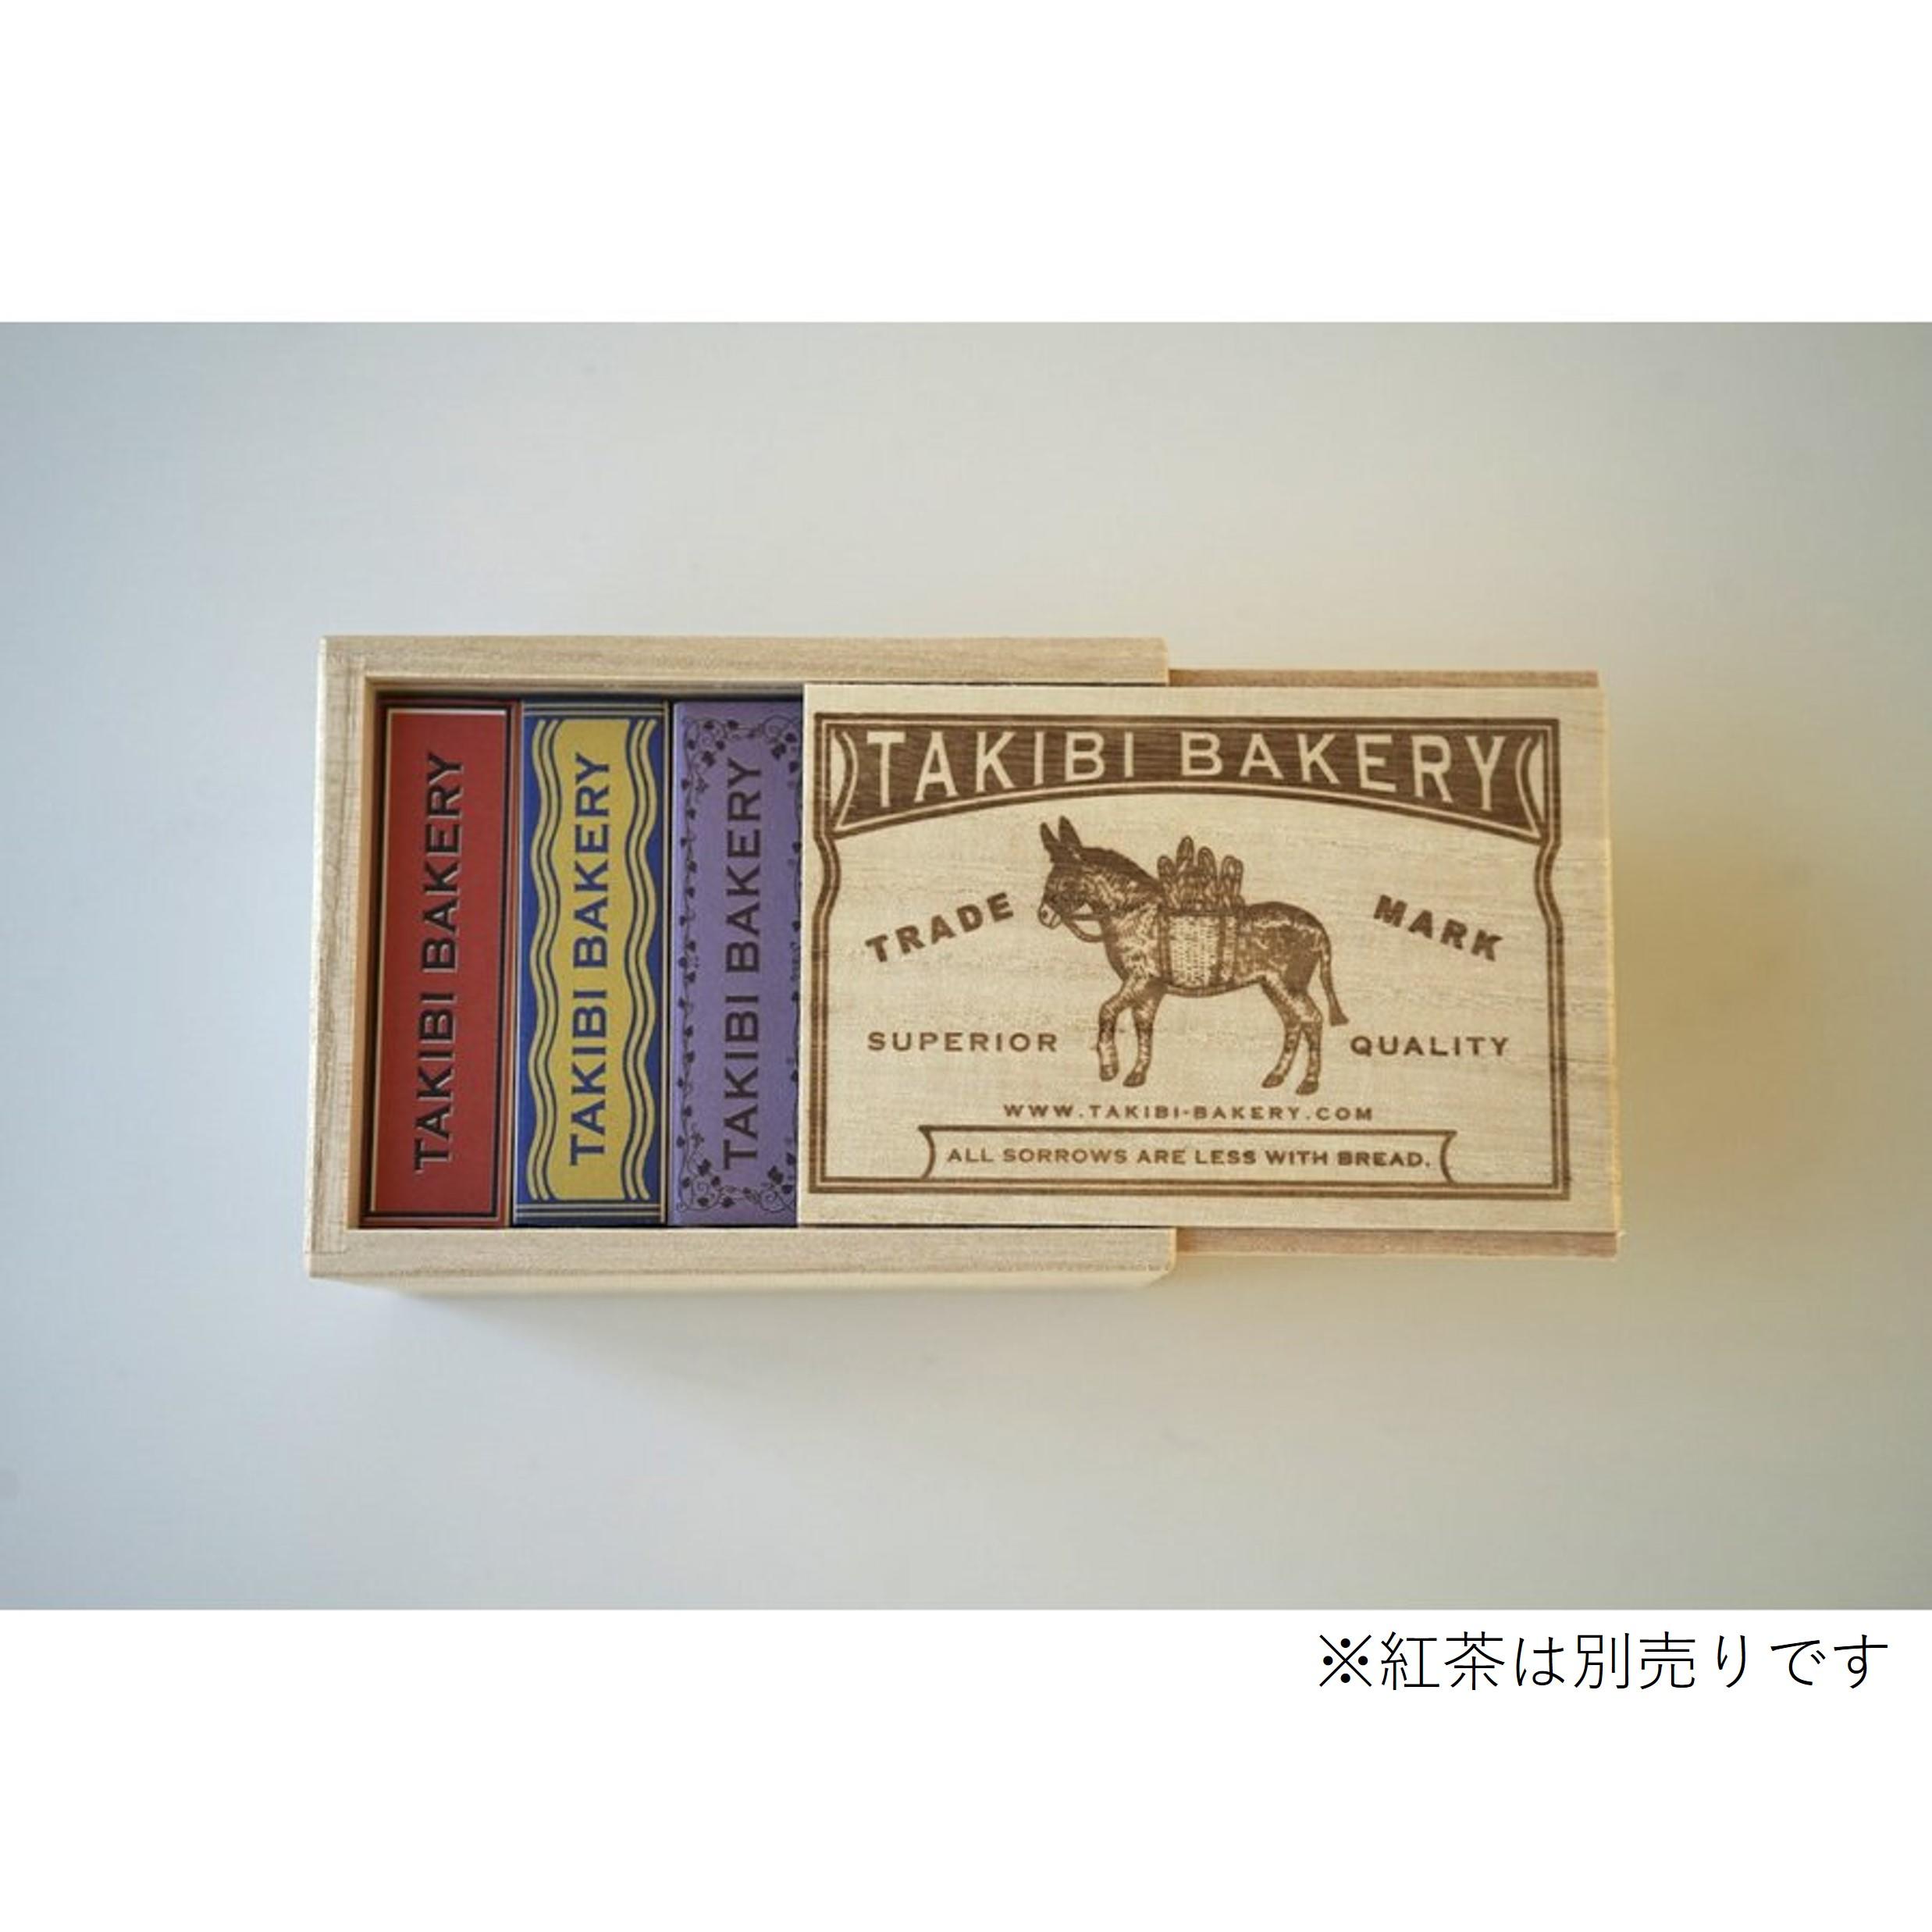 TAKIBI BAKERY
TAKIBI BAKERY
TAKIBI BAKERY
TAKIBI BAKERY
TRADE MARK
SUPERIOR QUALITY
WWW.TAKIBI-BAKERY.COM
ALL SORROWS ARE LESS WITH BREAD.
※紅茶は別売りです